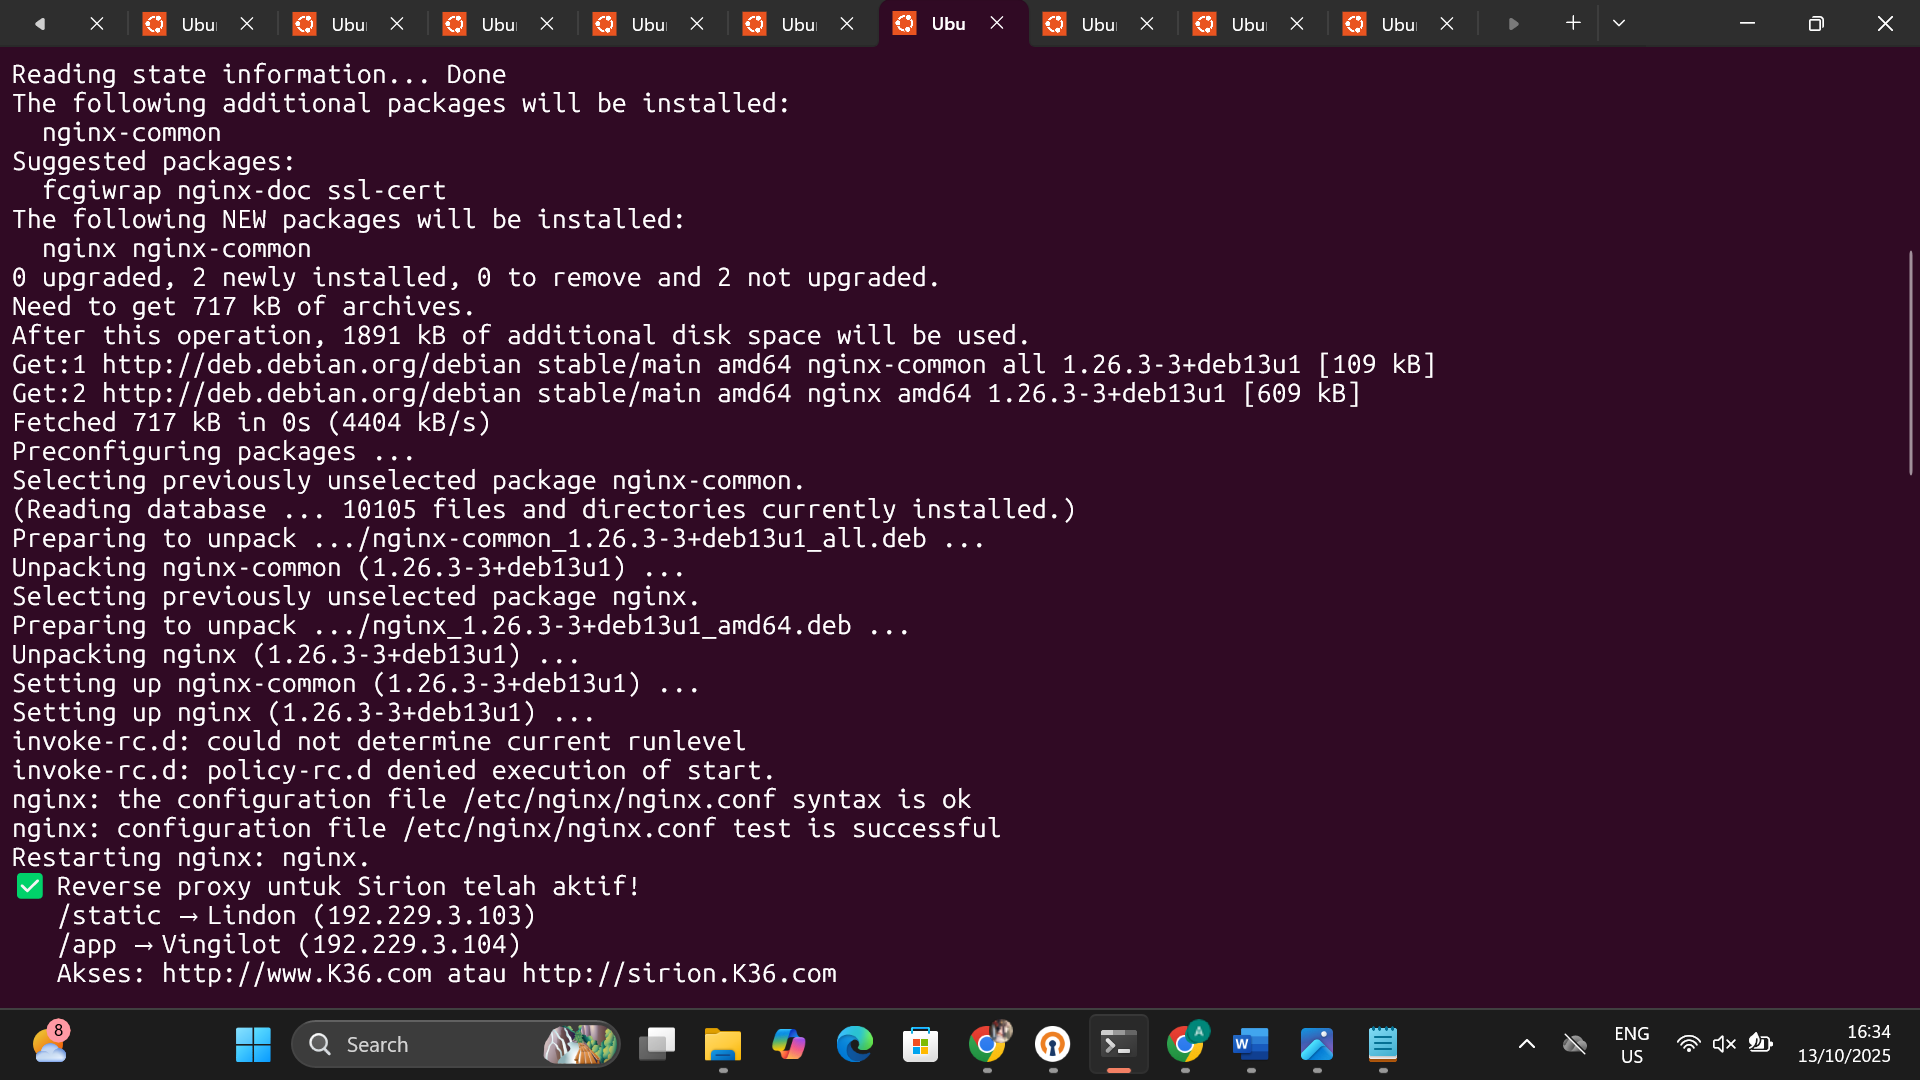 Ubu Ubu Ubu Ubu Ubu Ubu Ubu Ubu Ubu
Reading state information... Done
The following additional packages will be installed:
  nginx-common
Suggested packages:
  fcgiwrap nginx-doc ssl-cert
The following NEW packages will be installed:
  nginx nginx-common
0 upgraded, 2 newly installed, 0 to remove and 2 not upgraded.
Need to get 717 kB of archives.
After this operation, 1891 kB of additional disk space will be used.
Get:1 http://deb.debian.org/debian stable/main amd64 nginx-common all 1.26.3-3+deb13u1 [109 kB]
Get:2 http://deb.debian.org/debian stable/main amd64 nginx amd64 1.26.3-3+deb13u1 [609 kB]
Fetched 717 kB in 0s (4404 kB/s)
Preconfiguring packages ...
Selecting previously unselected package nginx-common.
(Reading database ... 10105 files and directories currently installed.)
Preparing to unpack .../nginx-common_1.26.3-3+deb13u1_all.deb ...
Unpacking nginx-common (1.26.3-3+deb13u1) ...
Selecting previously unselected package nginx.
Preparing to unpack .../nginx_1.26.3-3+deb13u1_amd64.deb ...
Unpacking nginx (1.26.3-3+deb13u1) ...
Setting up nginx-common (1.26.3-3+deb13u1) ...
Setting up nginx (1.26.3-3+deb13u1) ...
invoke-rc.d: could not determine current runlevel
invoke-rc.d: policy-rc.d denied execution of start.
nginx: the configuration file /etc/nginx/nginx.conf syntax is ok
nginx: configuration file /etc/nginx/nginx.conf test is successful
Restarting nginx: nginx.
✅ Reverse proxy untuk Sirion telah aktif!
   /static → Lindon (192.229.3.103)
   /app → Vingilot (192.229.3.104)
   Akses: http://www.K36.com atau http://sirion.K36.com
8
Search
A
W
ENG
US
16:34
13/10/2025